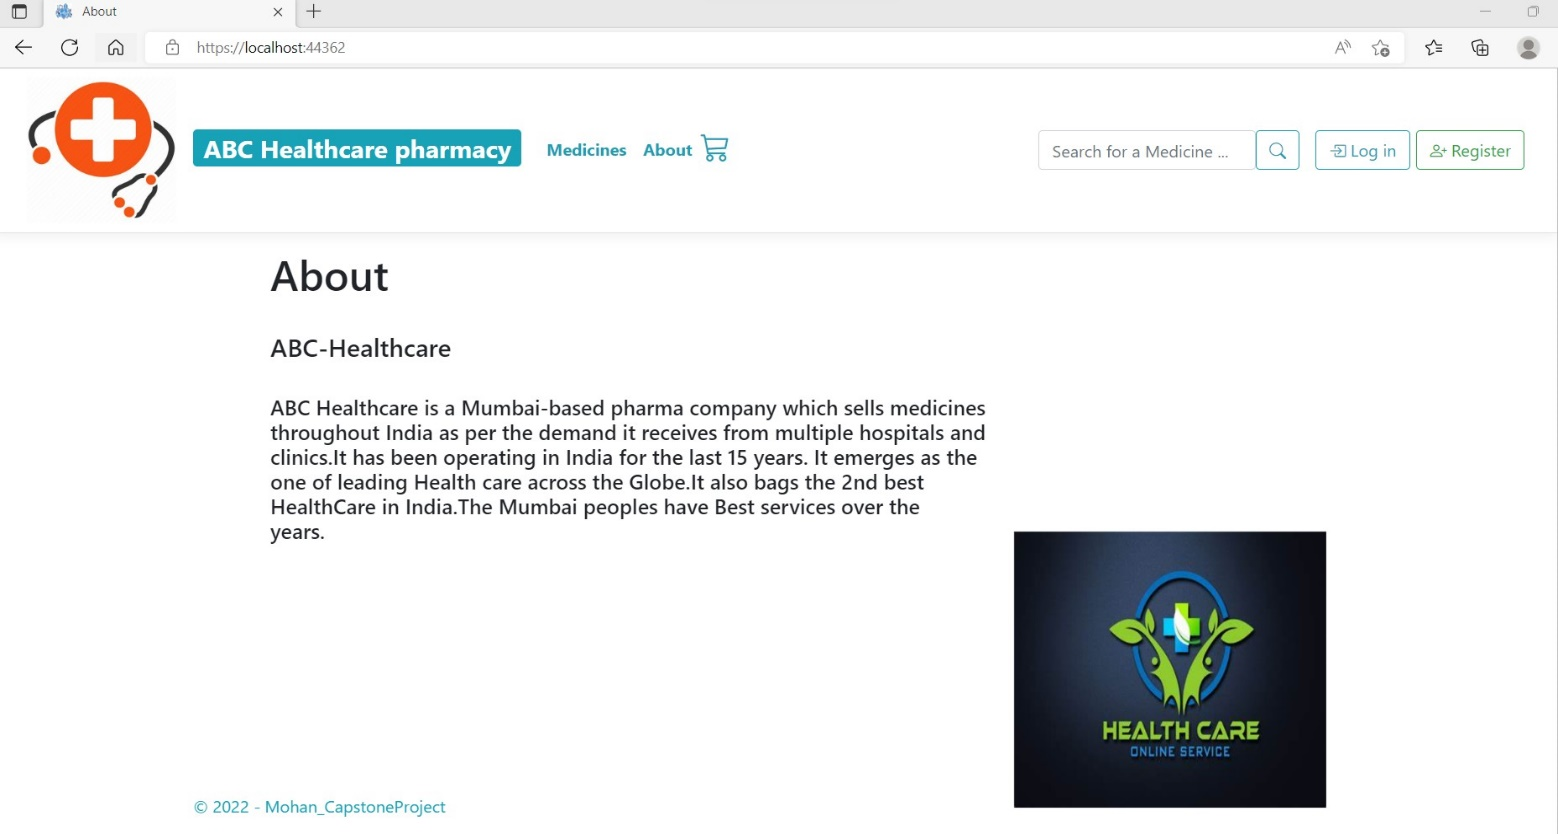 About
https://localhost:44362
ABC Healthcare pharmacy
Medicines
About
Search for a Medicine ...
Log in
Register
About
ABC-Healthcare
ABC Healthcare is a Mumbai-based pharma company which sells medicines
throughout India as per the demand it receives from multiple hospitals and
clinics.It has been operating in India for the last 15 years. It emerges as the
one of leading Health care across the Globe.It also bags the 2nd best
HealthCare in India.The Mumbai peoples have Best services over the
years.
HEALTH CARE
ONLINE SERVICE
© 2022 - Mohan_CapstoneProject